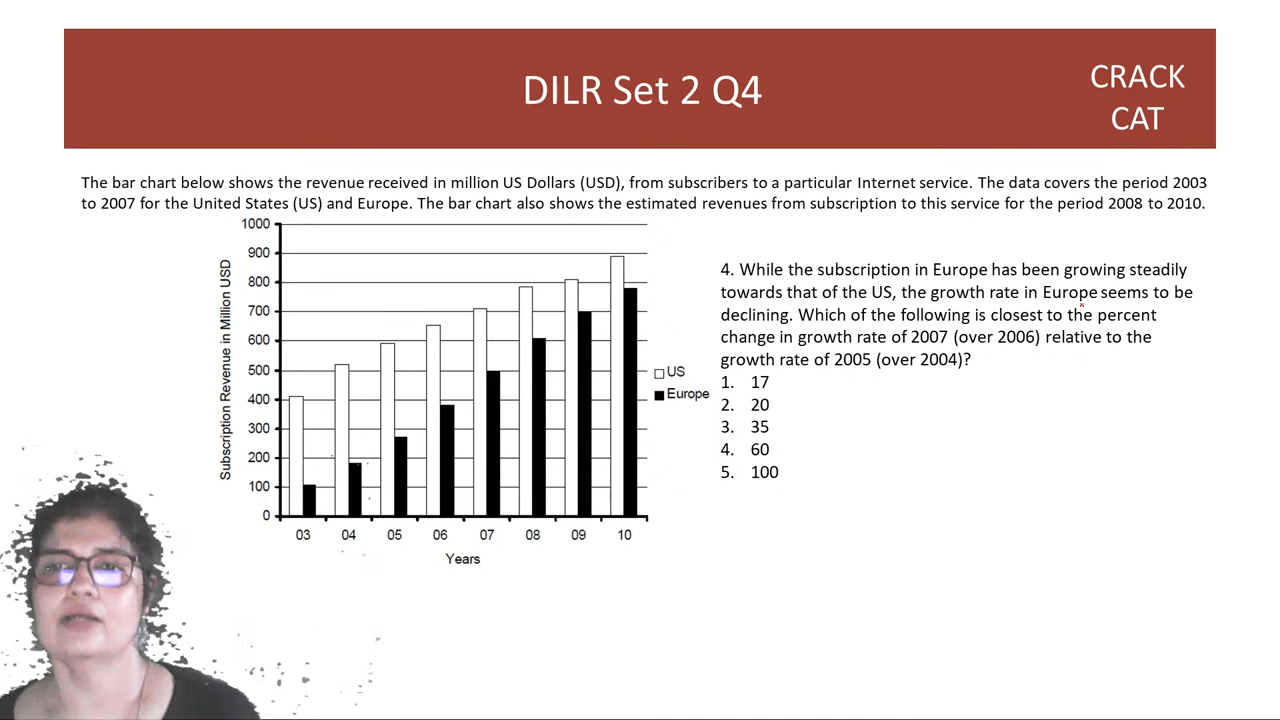 DILR Set 2 Q4
CRACK
CAT
The bar chart below shows the revenue received in million US Dollars (USD), from subscribers to a particular Internet service. The data covers the period 2003
to 2007 for the United States (US) and Europe. The bar chart also shows the estimated revenues from subscription to this service for the period 2008 to 2010.
Subscription Revenue in Million USD
1000
900
800
700
600
500
400
300
200
100
0
03 04 05 06 07 08 09 10
Years
US
Europe
4. While the subscription in Europe has been growing steadily
towards that of the US, the growth rate in Europe seems to be
declining. Which of the following is closest to the percent
change in growth rate of 2007 (over 2006) relative to the
growth rate of 2005 (over 2004)?
1. 17
2. 20
3. 35
4. 60
5. 100